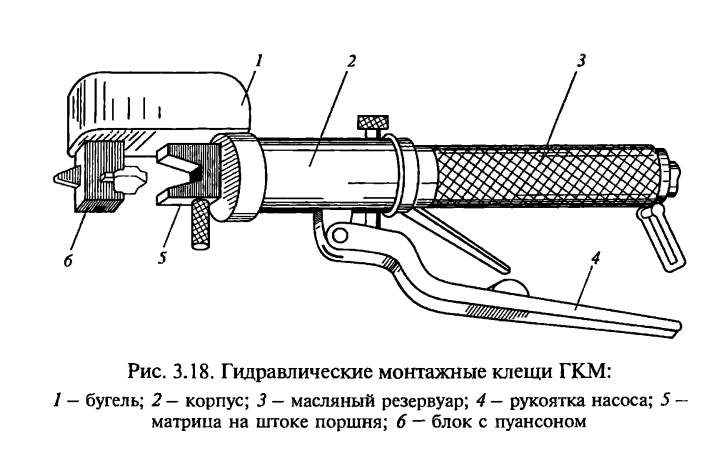 1
2
3
4
5
6
Рис. 3.18. Гидравлические монтажные клещи ГКМ:
1 – бугель; 2 – корпус; 3 – масляный резервуар; 4 – рукоятка насоса; 5 –
матрица на штоке поршня; 6 – блок с пуансоном